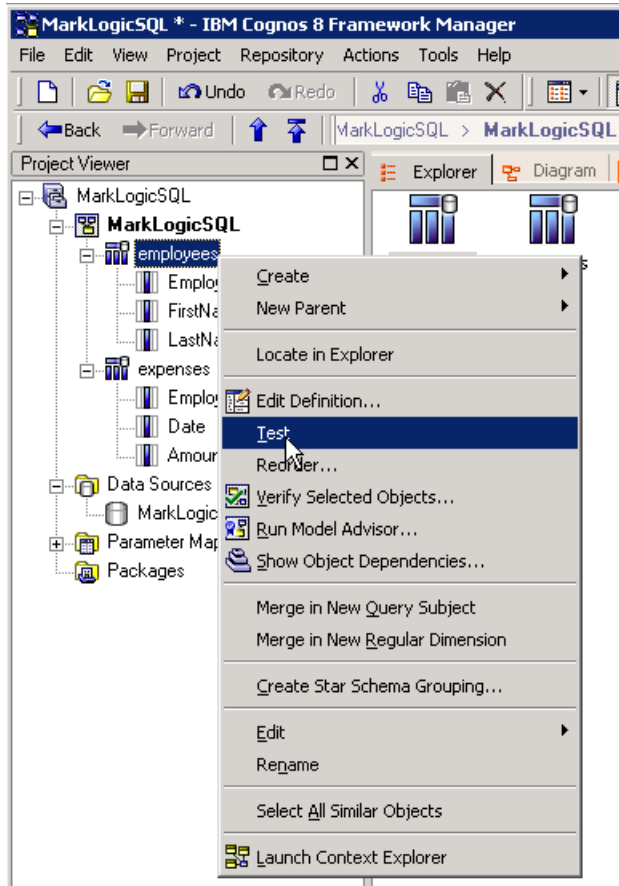 MarkLogicSQL * - IBM Cognos 8 Framework Manager
File Edit View Project Repository Actions Tools Help
Undo Redo
Back Forward MarkLogicSQL > MarkLogicSQL
Project Viewer
Explorer Diagram
MarkLogicSQL
MarkLogicSQL
employees
Employ
FirstNa
LastNa
expenses
Employ
Date
Amour
Data Sources
MarkLogic
Parameter Map
Packages
Create
New Parent
Locate in Explorer
Edit Definition...
Test
Reorder...
Verify Selected Objects...
Run Model Advisor...
Show Object Dependencies...
Merge in New Query Subject
Merge in New Regular Dimension
Create Star Schema Grouping...
Edit
Rename
Select All Similar Objects
Launch Context Explorer